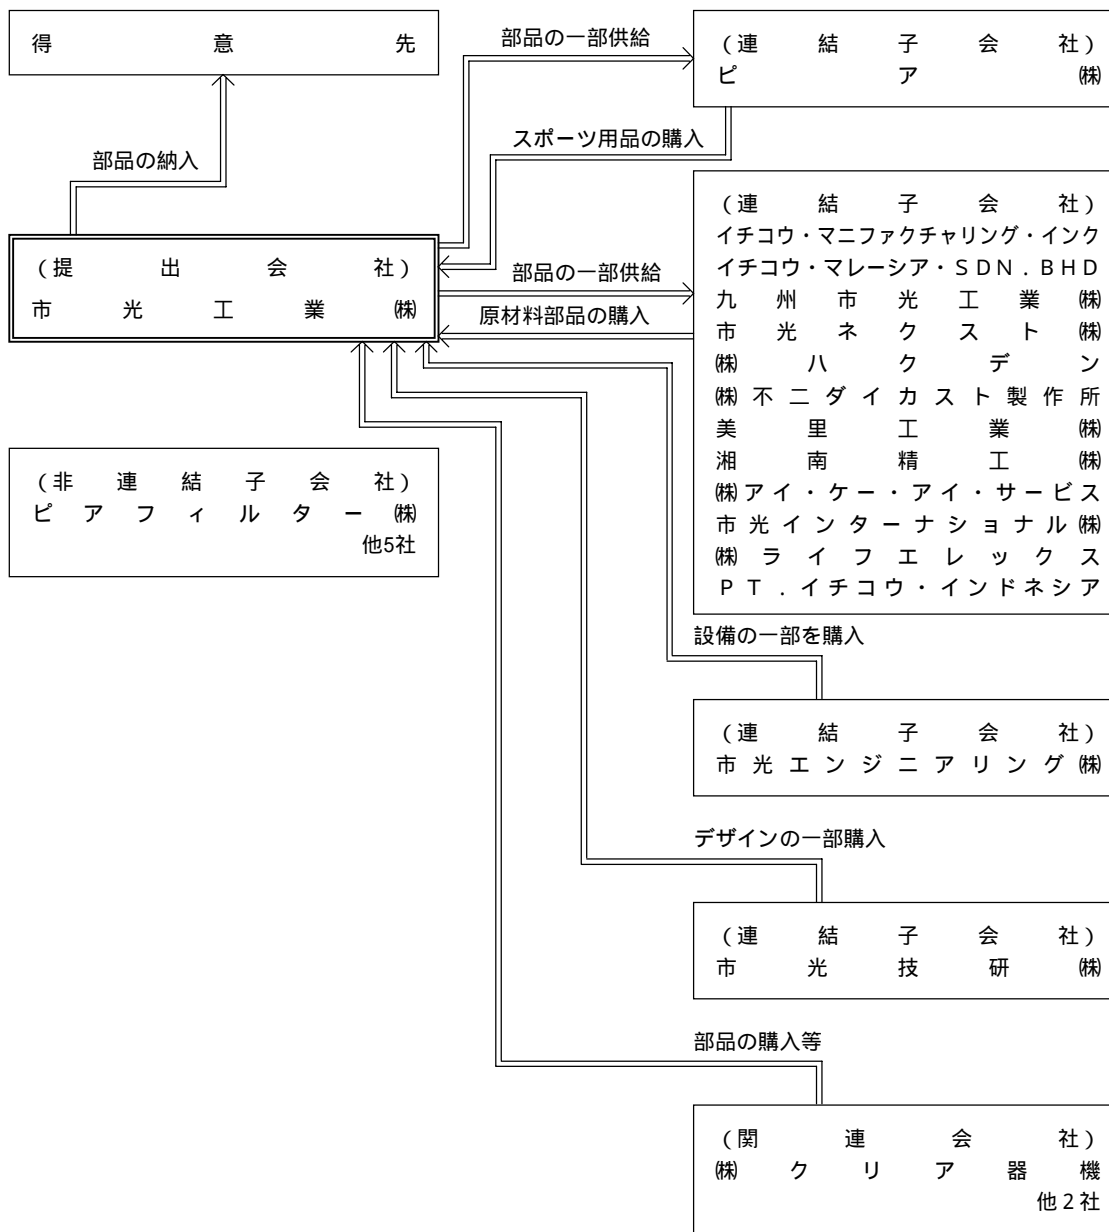 得意先
部品の納入
(提出会社)
市光工業㈱
(非連結子会社)
ピアフィルター㈱
他5社
部品の一部供給
(連結子会社)
ピア㈱
スポーツ用品の購入
部品の一部供給
原材料部品の購入
(連結子会社)
イチコウ・マニファクチャリング・インク
イチコウ・マレーシア・SDN.BHD
九州市光工業㈱
市光ネクスト㈱
㈱ハクデン
㈱不二ダイカスト製作所
美里工業㈱
湘南精工㈱
㈱アイ・ケー・アイ・サービス
市光インターナショナル㈱
㈱ライフエレックス
PT.イチコウ・インドネシア
設備の一部を購入
(連結子会社)
市光エンジニアリング㈱
デザインの一部購入
(連結子会社)
市光技研㈱
部品の購入等
(関連会社)
㈱クリア器機
他2社